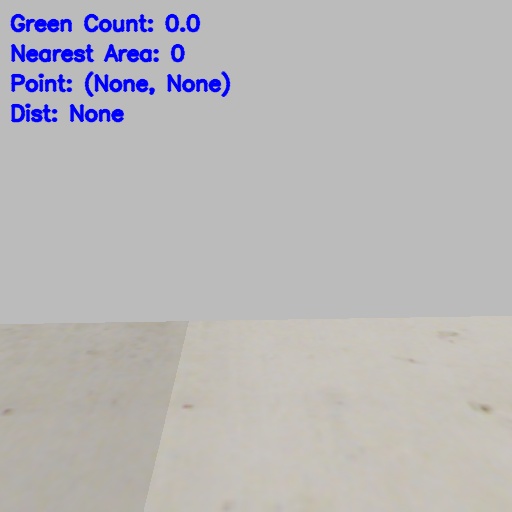 Green Count: 0.0
Nearest Area: 0
Point: (None, None)
Dist: None